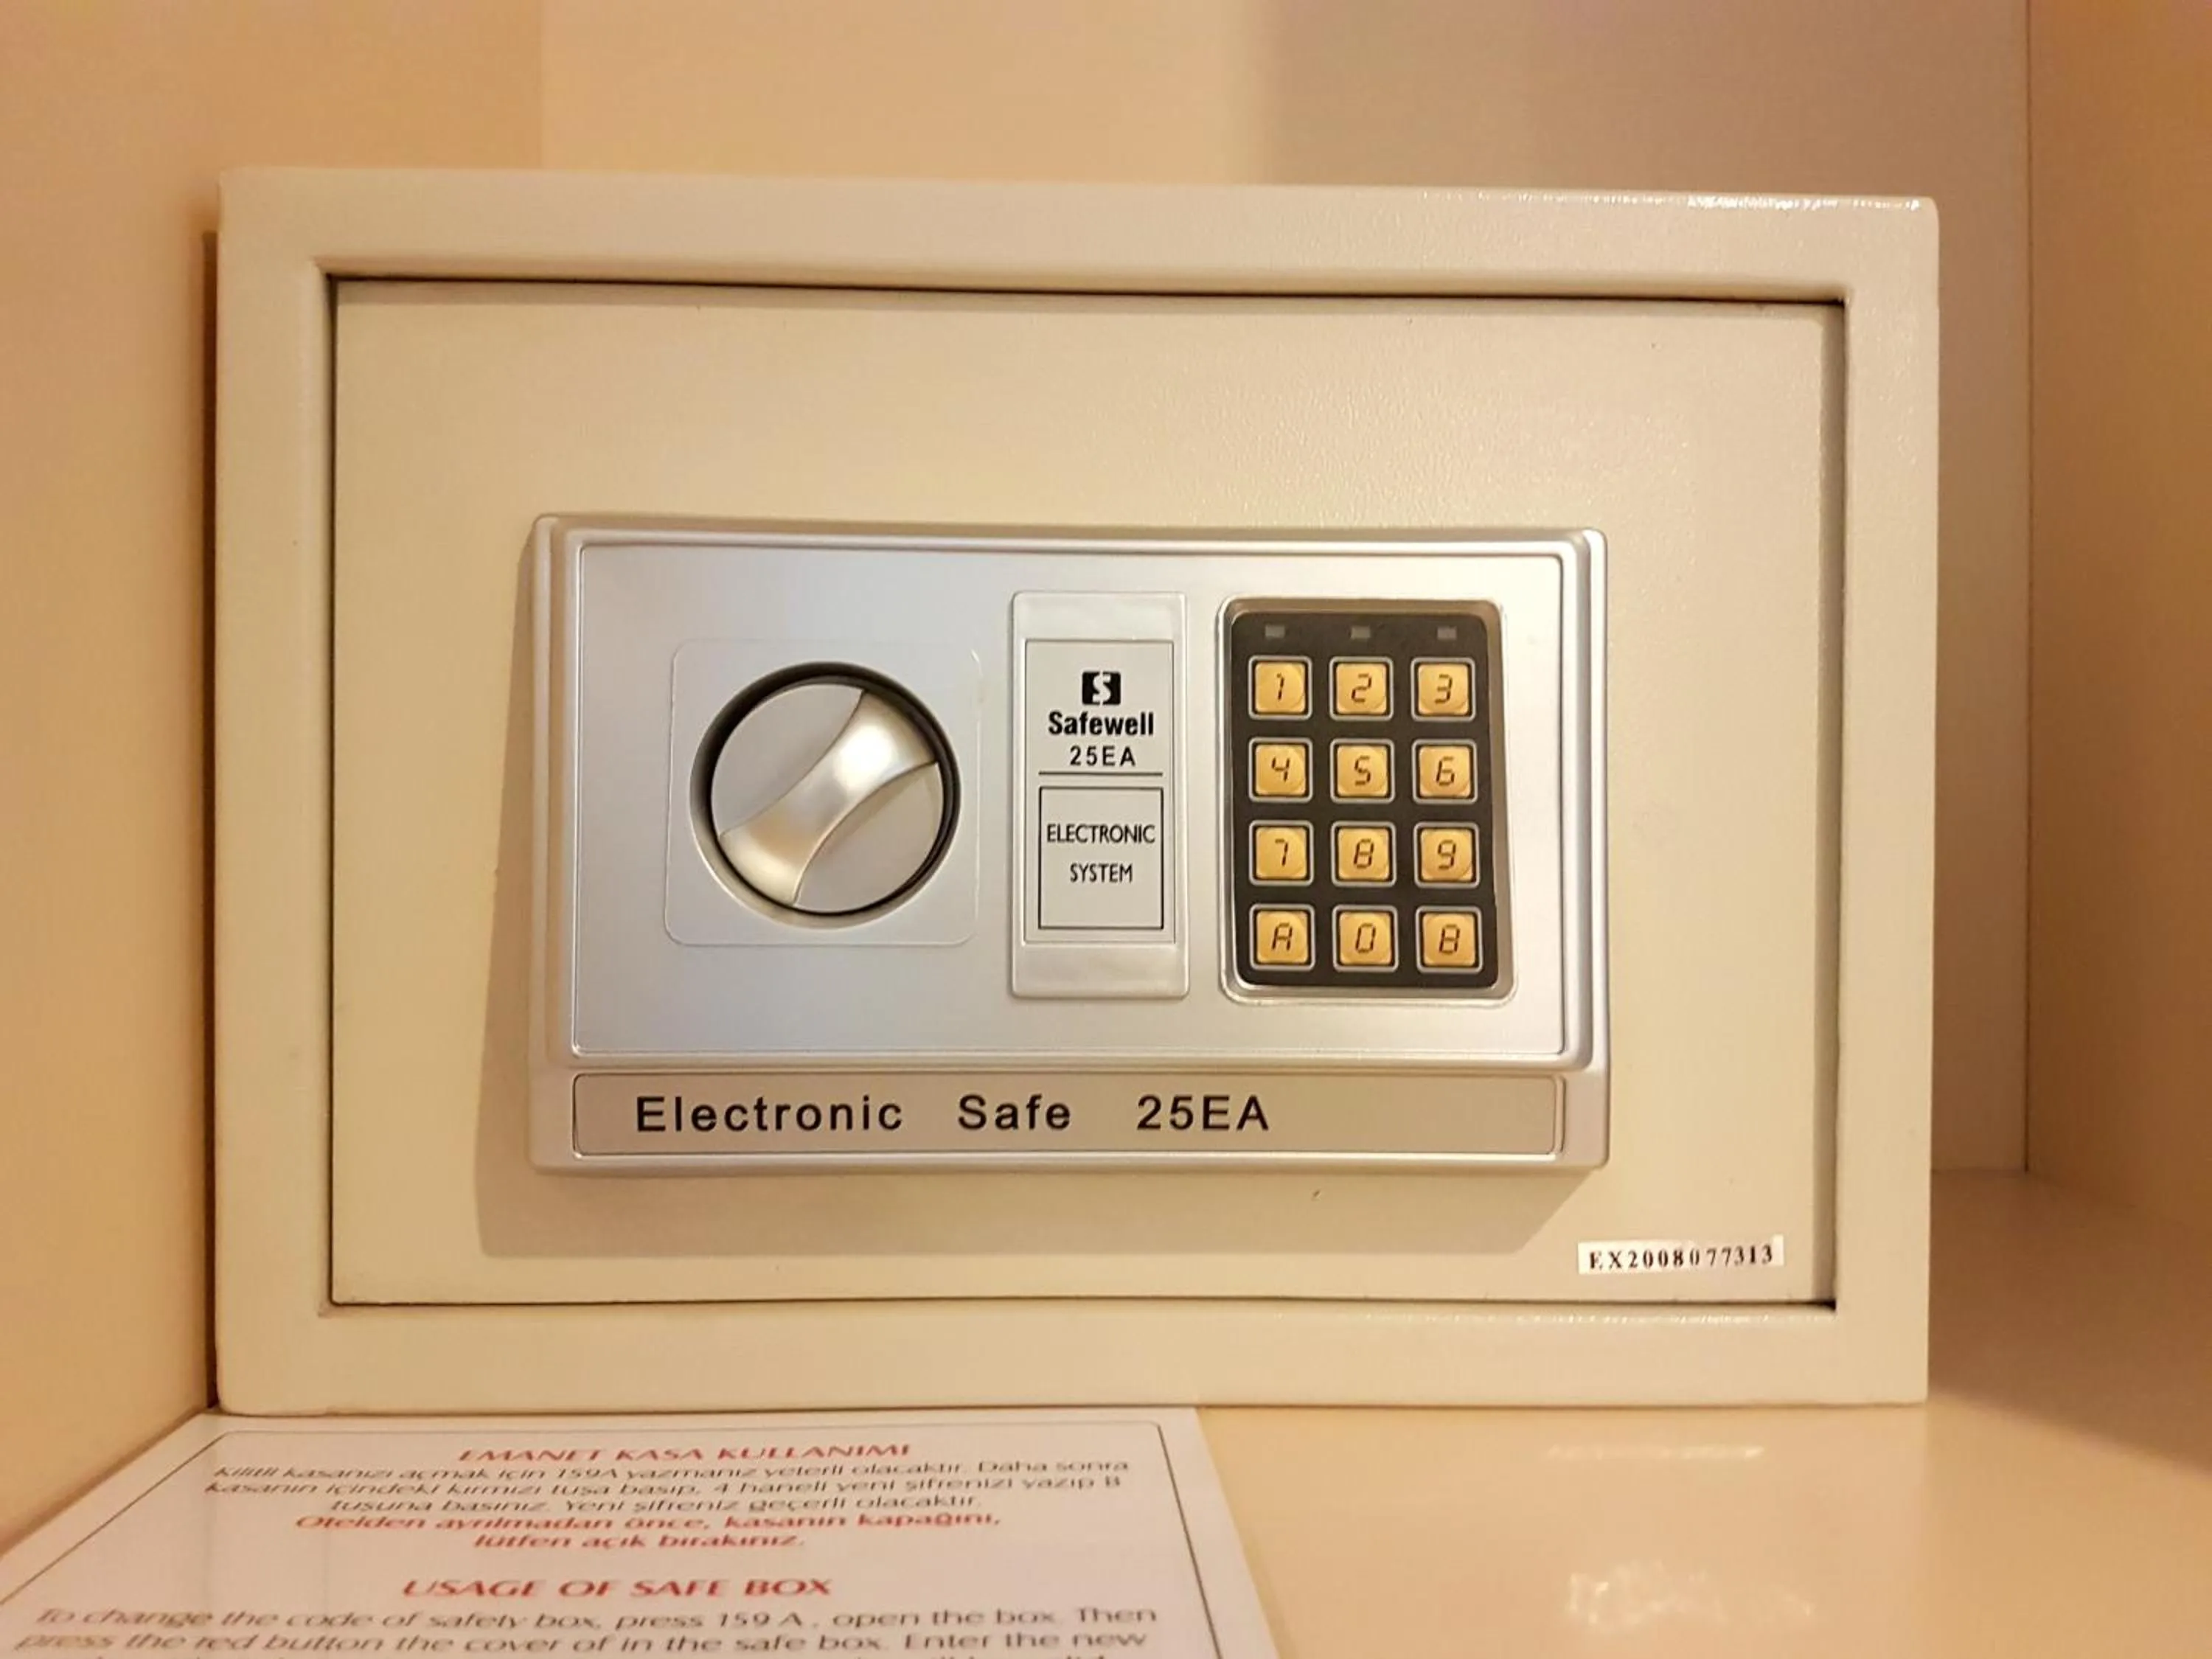 Safewell
25EA
ELECTRONIC
SYSTEM
1 2 3
4 5 6
7 8 9
A 0 B
Electronic Safe 25EA
EX2008077313
EMANET KASA KULLANIMI
Kilitli kasanızı açmak için 159A yazmanız yeterli olacaktır. Daha sonra
kasanın içindeki kırmızı tuşa basıp, 4 haneli yeni şifrenizi yazıp B
tuşuna basınız. Yeni şifreniz geçerli olacaktır.
Otelden ayrılmadan önce, kasanın kapağını,
lütfen açık bırakınız.
USAGE OF SAFE BOX
To change the code of safely box, press 159 A , open the box. Then
press the red button the cover of in the safe box. Enter the new